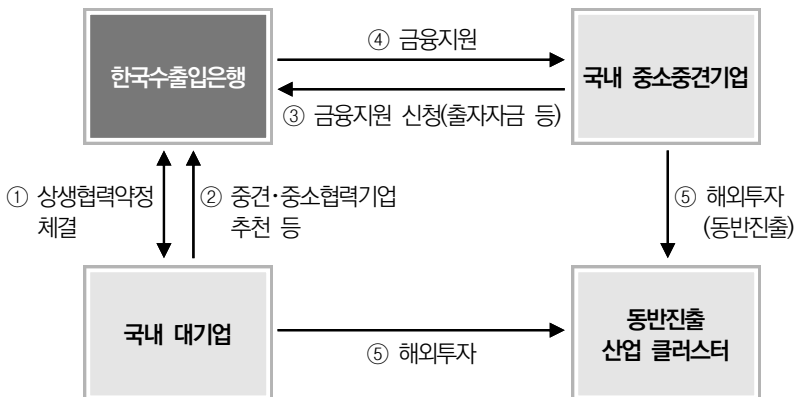 ④ 금융지원
한국수출입은행
국내 중소중견기업
③ 금융지원 신청(출자자금 등)
① 상생협력약정
체결
② 중견·중소협력기업
추천 등
⑤ 해외투자
(동반진출)
국내 대기업
동반진출
산업 클러스터
⑤ 해외투자